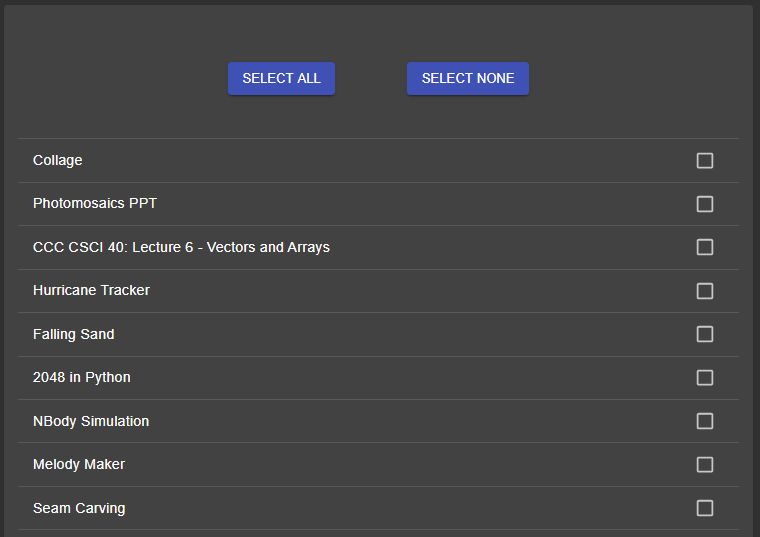 SELECT ALL
SELECT NONE
Collage
Photomosaics PPT
CCC CSCI 40: Lecture 6 - Vectors and Arrays
Hurricane Tracker
Falling Sand
2048 in Python
NBody Simulation
Melody Maker
Seam Carving